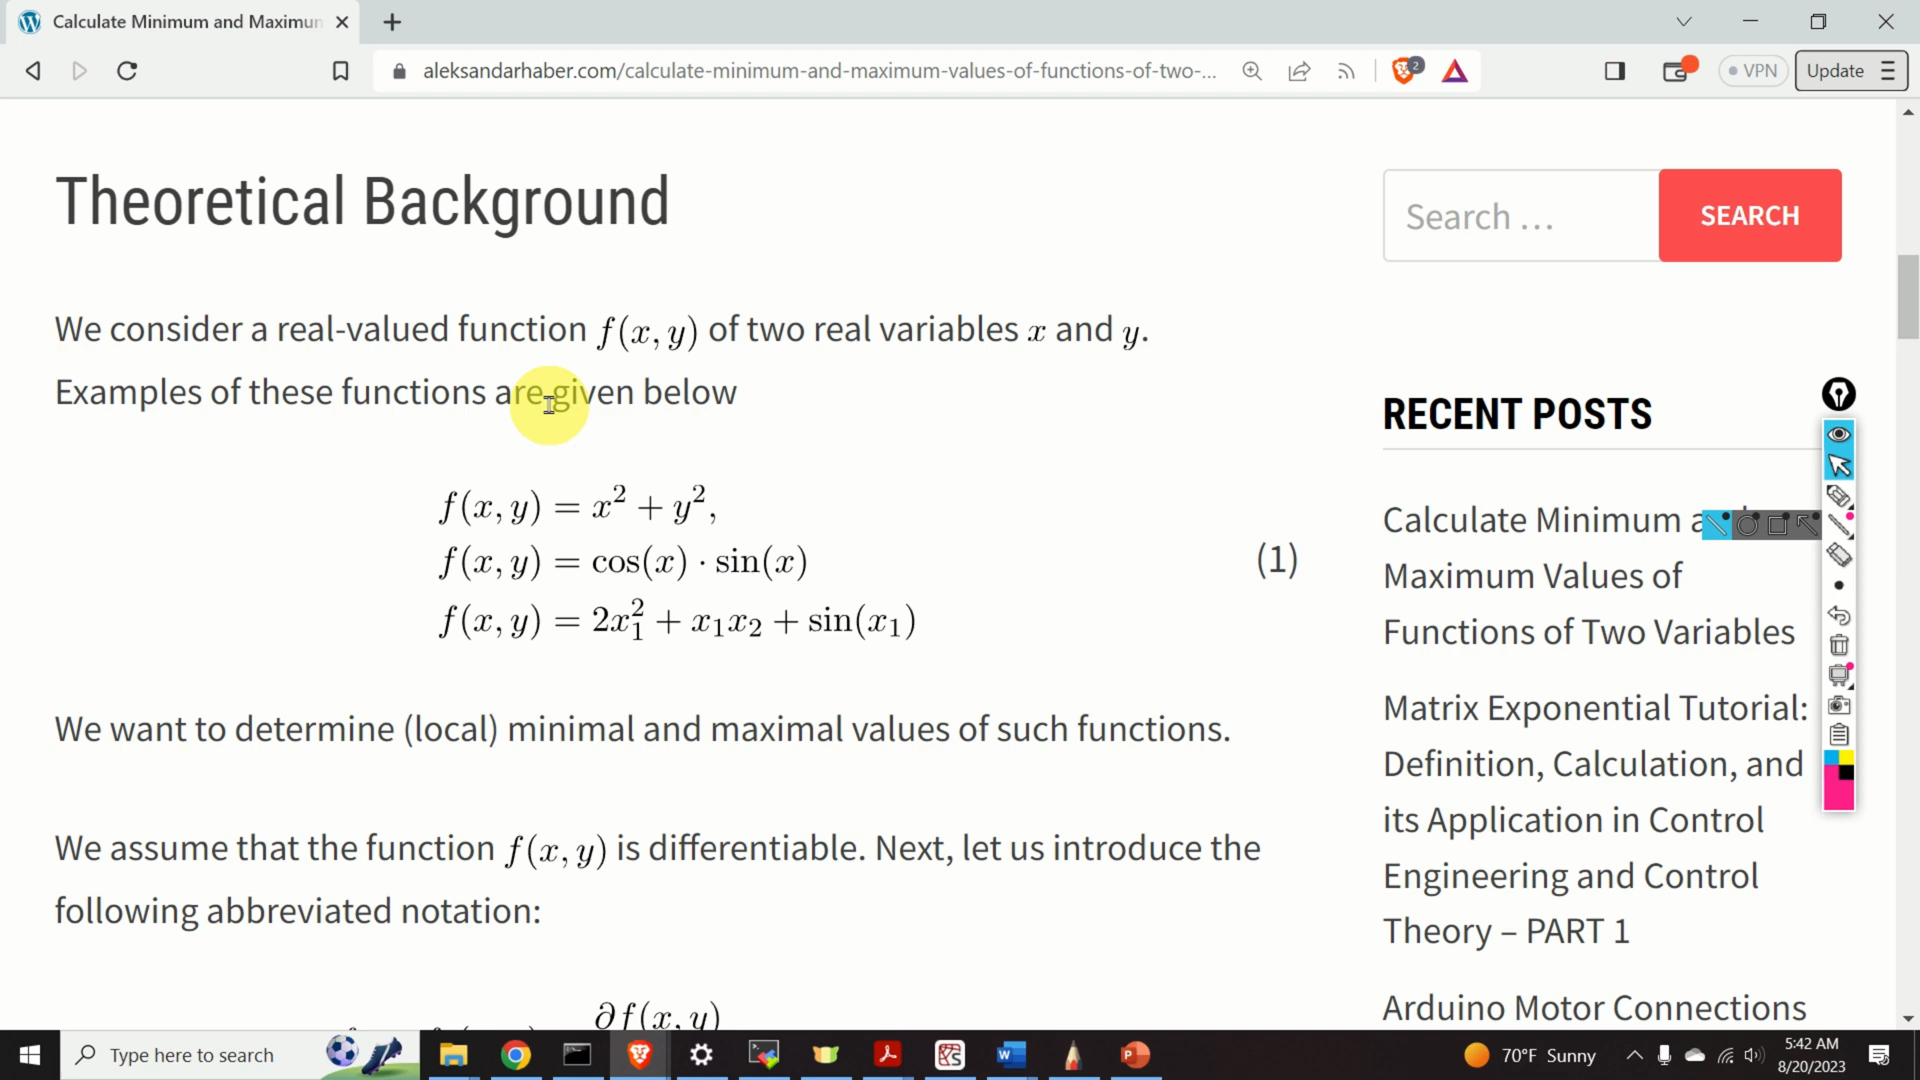 Calculate Minimum and Maximun
aleksandarhaber.com/calculate-minimum-and-maximum-values-of-functions-of-two-...
2
VPN
Update
Theoretical Background
Search ...
SEARCH
We consider a real-valued function f(x, y) of two real variables x and y.
Examples of these functions are given below
f(x, y) = x² + y²,
f(x, y) = cos(x) · sin(x)
f(x, y) = 2x₁² + x₁x₂ + sin(x₁)
(1)
We want to determine (local) minimal and maximal values of such functions.
We assume that the function f(x, y) is differentiable. Next, let us introduce the
following abbreviated notation:
∂f(x, y)
RECENT POSTS
Calculate Minimum
Maximum Values of
Functions of Two Variables
Matrix Exponential Tutorial:
Definition, Calculation, and
its Application in Control
Engineering and Control
Theory – PART 1
Arduino Motor Connections
Type here to search
70°F Sunny
5:42 AM
8/20/2023